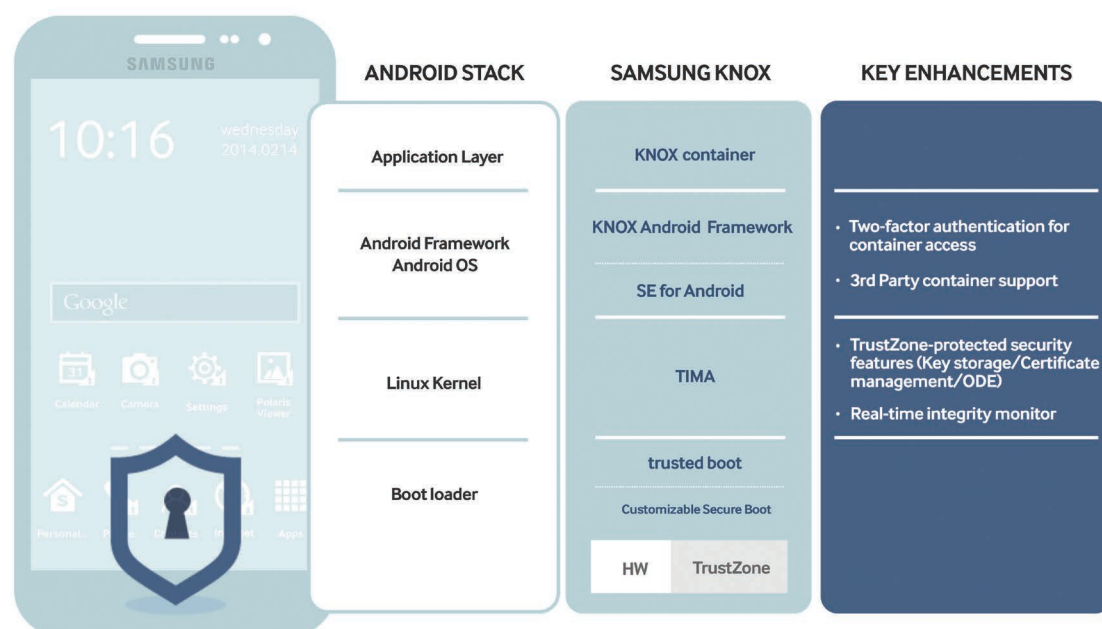 SAMSUNG
10:16
wednesday
2014.0214
Google
31
Calendar
Camera
Settings
Polaris
Viewer
S
Personal...
Apps
ANDROID STACK
Application Layer
Android Framework
Android OS
Linux Kernel
Boot loader
SAMSUNG KNOX
KNOX container
KNOX Android Framework
SE for Android
TIMA
trusted boot
Customizable Secure Boot
HW
TrustZone
KEY ENHANCEMENTS
• Two-factor authentication for
container access
• 3rd Party container support
• TrustZone-protected security
features (Key storage/Certificate
management/ODE)
• Real-time integrity monitor